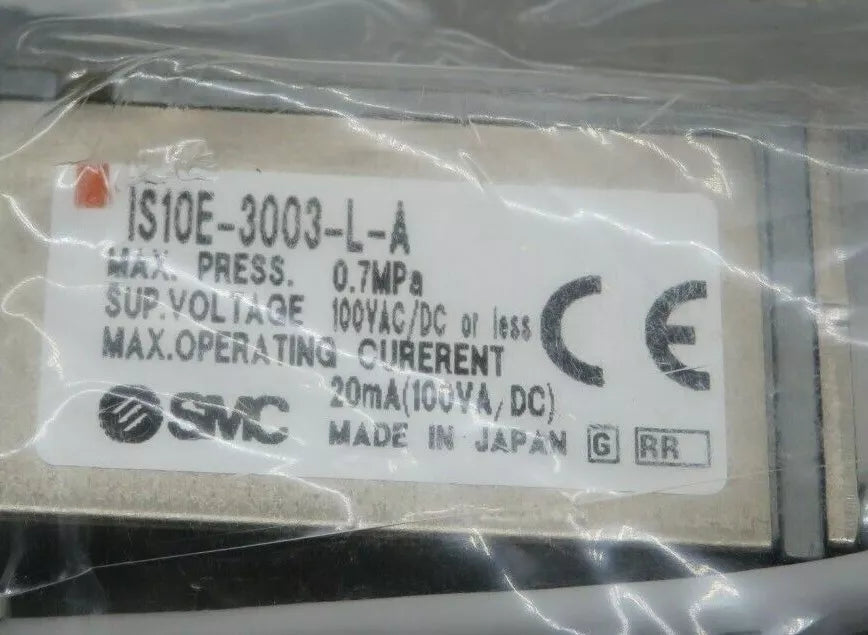 IS10E-3003-L-A
MAX. PRESS. 0.7MPa
SUP.VOLTAGE 100VAC/DC or less
MAX.OPERATING CURERENT
20mA(100VA/DC)
CE
SMC MADE IN JAPAN G RR